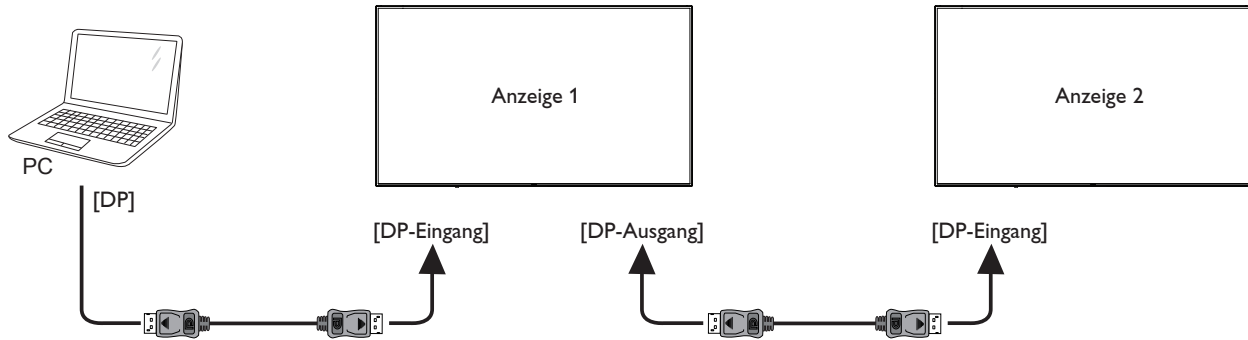 Anzeige 1
Anzeige 2
PC
[DP]
[DP-Eingang]
[DP-Ausgang]
[DP-Eingang]